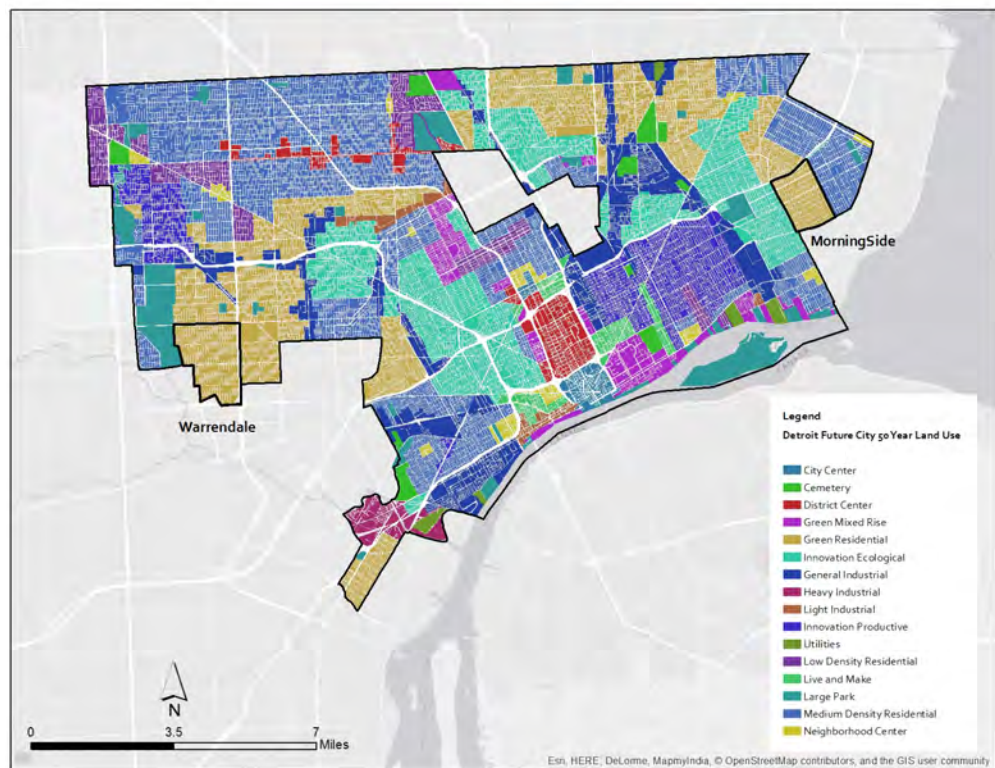 MorningSide
Warrendale
Legend
Detroit Future City 50 Year Land Use
City Center
Cemetery
District Center
Green Mixed Rise
Green Residential
Innovation Ecological
General Industrial
Heavy Industrial
Light Industrial
Innovation Productive
Utilities
Low Density Residential
Live and Make
Large Park
Medium Density Residential
Neighborhood Center
N
0 3.5 7
Miles
Esri, HERE, DeLorme, MapmyIndia, © OpenStreetMap contributors, and the GIS user community